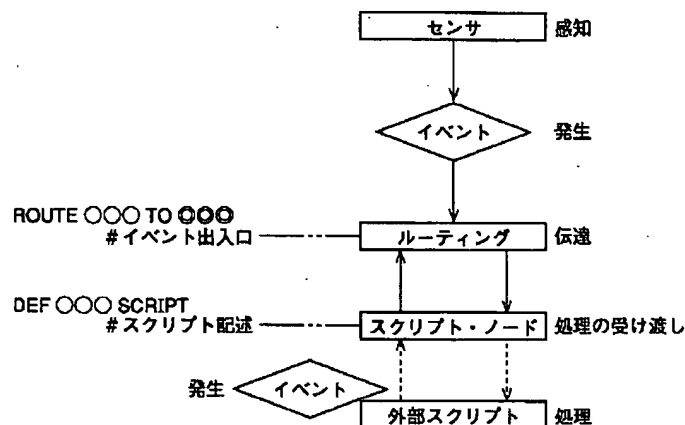 センサ 感知
イベント 発生
ROUTE ○○○ TO ◎◎◎
#イベント出入口
ルーティング 伝達
DEF ○○○ SCRIPT
#スクリプト記述
スクリプト・ノード 処理の受け渡し
発生 イベント
外部スクリプト 処理